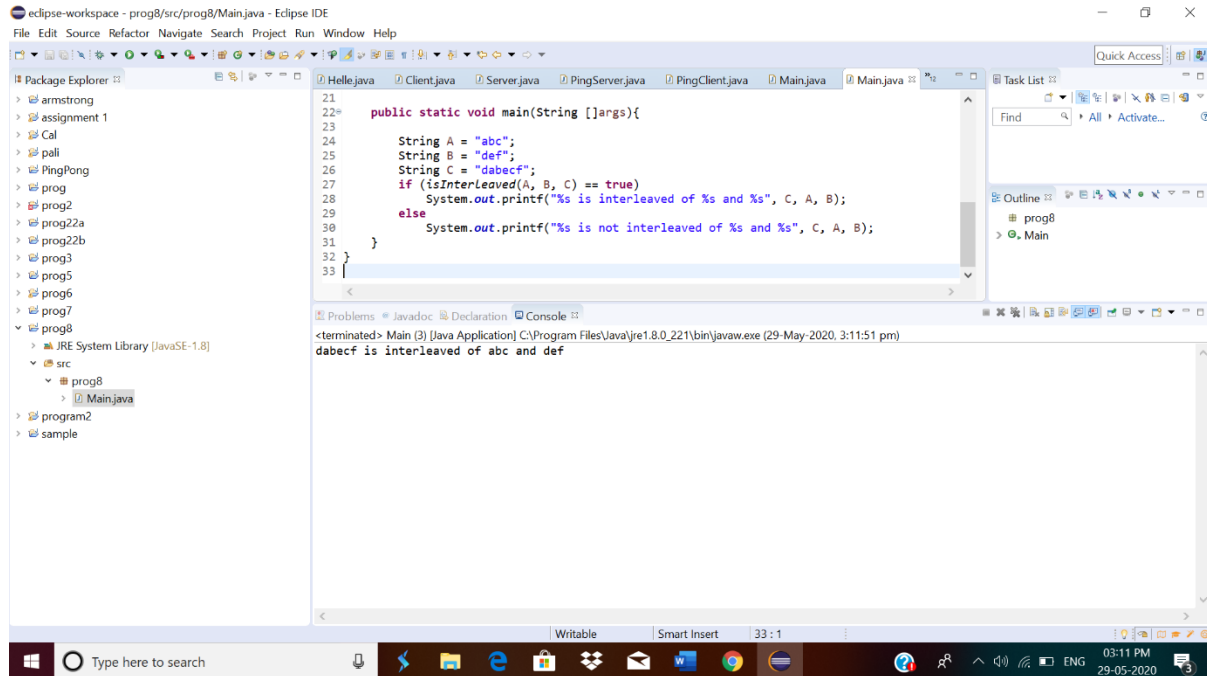 eclipse-workspace - prog8/src/prog8/Main.java - Eclipse IDE
File Edit Source Refactor Navigate Search Project Run Window Help
Quick Access
Package Explorer
armstrong
assignment 1
Cal
pali
PingPong
prog
prog2
prog22a
prog22b
prog3
prog5
prog6
prog7
prog8
JRE System Library [JavaSE-1.8]
src
prog8
Main.java
program2
sample
Helle.java Client.java Server.java PingServer.java PingClient.java Main.java Main.java »12
21
22 public static void main(String []args){
23
24 String A = "abc";
25 String B = "def";
26 String C = "dabecf";
27 if (isInterleaved(A, B, C) == true)
28 System.out.printf("%s is interleaved of %s and %s", C, A, B);
29 else
30 System.out.printf("%s is not interleaved of %s and %s", C, A, B);
31 }
32 }
33
Task List
Find All Activate...
Outline
prog8
Main
Problems Javadoc Declaration Console
<terminated> Main (3) [Java Application] C:\Program Files\Java\jre1.8.0_221\bin\javaw.exe (29-May-2020, 3:11:51 pm)
dabecf is interleaved of abc and def
Writable Smart Insert 33 : 1
Type here to search
ENG
03:11 PM
29-05-2020
3